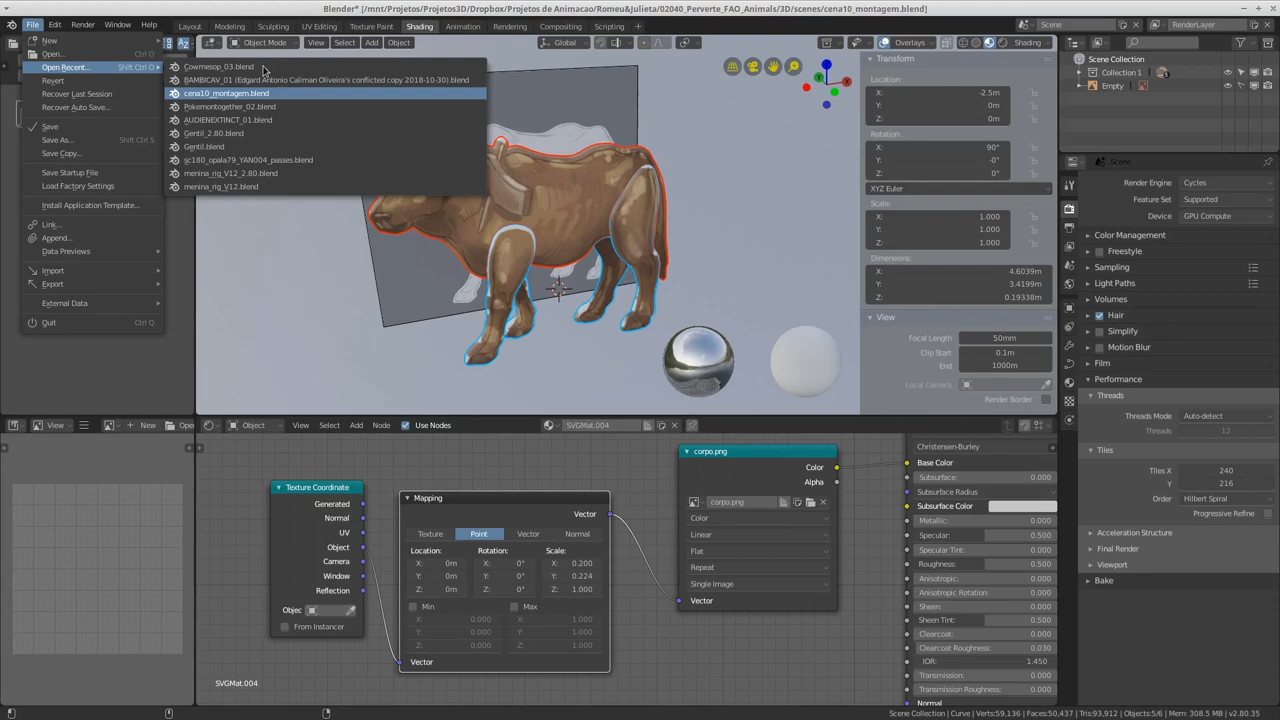 Blender* [/mnt/Projetos3D/Dropbox/Projetos de Animacao/Romeu&Julieta/02040_Perverte_FAO_Animals/3D/scenes/cena10_montagem.blend]
File Render Window Help Layout Modeling Sculpting UV Editing Texture Paint Shading Animation Rendering Compositing Scripting Scene RenderLayer
Object Mode View Select Add Object Global Overlays Shading
New
Open... Ctrl O
Open Recent... Shift Ctrl O
Revert
Recover Last Session
Recover Auto Save...
Save
Save As... Shift Ctrl S
Save Copy...
Save Startup File
Load Factory Settings
Install Application Template...
Link...
Append...
Data Previews
Import
Export
External Data
Quit Ctrl Q
Cowmesop_03.blend
BAMBICAV_01 (Edgard Antonio Caliman Oliveira's conflicted copy 2018-10-30).blend
cena10_montagem.blend
Pokemontogether_02.blend
AUDIENEXTINCT_01.blend
Gentil_2.80.blend
Gentil.blend
sc180_opala79_YAN004_passes.blend
menina_rig_V12_2.80.blend
menina_rig_V12.blend
Transform
Location:
X: -2.5m
Y: 0m
Z: 0m
Rotation:
X: 90°
Y: -0°
Z: 0°
XYZ Euler
Scale:
X: 1.000
Y: 1.000
Z: 1.000
Dimensions:
X: 4.6039m
Y: 3.4199m
Z: 0.19338m
View
Focal Length 50mm
Clip Start 0.1m
End 1000m
Local Camera
Render Border
Scene Collection
Collection 1
Empty
Scene
Render Engine Cycles
Feature Set Supported
Device GPU Compute
Color Management
Freestyle
Sampling
Light Paths
Volumes
Hair
Simplify
Motion Blur
Film
Performance
Threads
Threads Mode Auto-detect
Threads 12
Tiles
Tiles X 240
Y 216
Order Hilbert Spiral
Progressive Refine
Acceleration Structure
Final Render
Viewport
Bake
View New Open
Object View Select Add Node Use Nodes SVGMat.004
Texture Coordinate
Generated
Normal
UV
Object
Camera
Window
Reflection
Objec
From Instancer
Mapping
Vector
Texture Point Vector Normal
Location: Rotation: Scale:
X: 0m X: 0° X: 0.200
Y: 0m Y: 0° Y: 0.224
Z: 0m Z: 0° Z: 1.000
Min Max
X: 0.000 X: 1.000
Y: 0.000 Y: 1.000
Z: 0.000 Z: 1.000
Vector
corpo.png
Color
Alpha
corpo.png
Color
Linear
Flat
Repeat
Single Image
Vector
Christensen-Burley
Base Color
Subsurface: 0.000
Subsurface Radius
Subsurface Color
Metallic: 0.000
Specular: 0.500
Specular Tint: 0.000
Roughness: 0.500
Anisotropic: 0.000
Anisotropic Rotation: 0.000
Sheen: 0.000
Sheen Tint: 0.500
Clearcoat: 0.000
Clearcoat Roughness: 0.030
IOR: 1.450
Transmission: 0.000
Transmission Roughness: 0.000
Normal
SVGMat.004
Scene Collection | Curve | Verts:59,136 | Faces:50,437 | Tris:93,912 | Objects:5/6 | Mem: 308.5 MB | v2.80.35